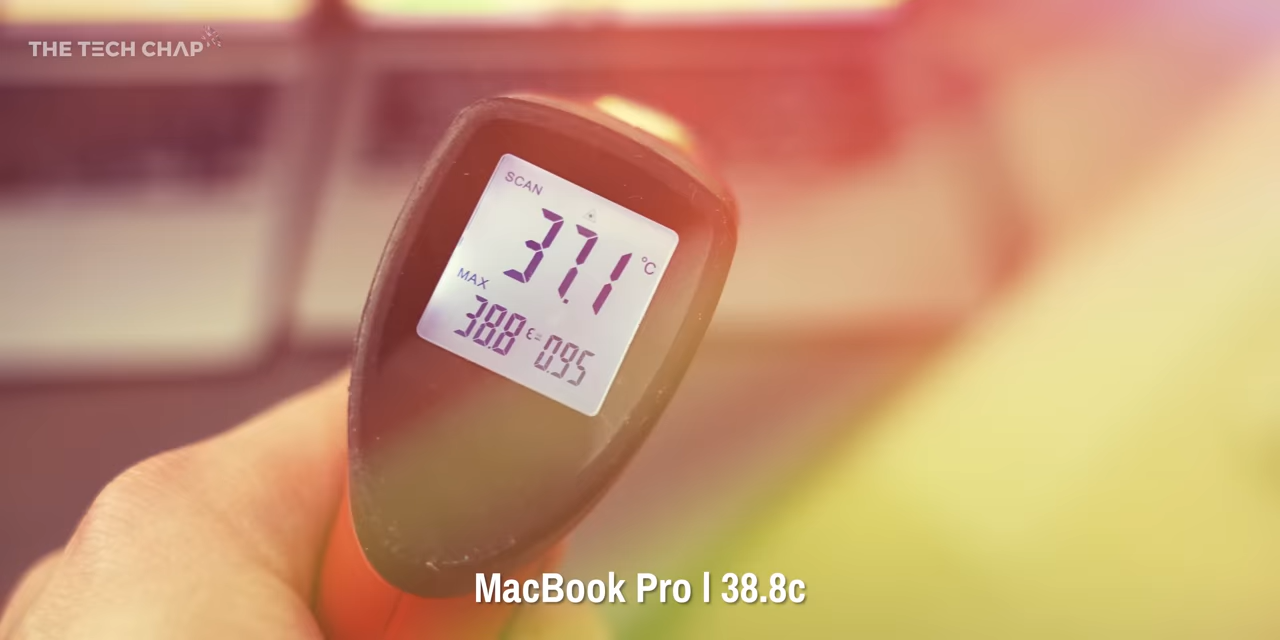 THE TECH CHAP
SCAN
37.1 °C
MAX
38.8 ε= 0.95
MacBook Pro | 38.8c